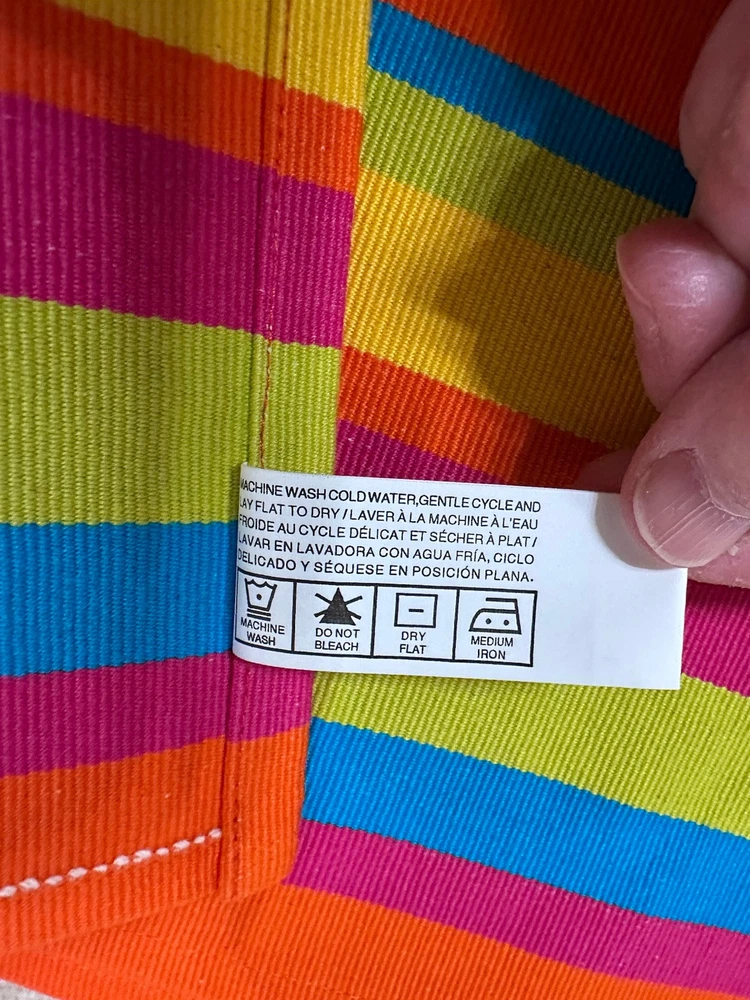 MACHINE WASH COLD WATER,GENTLE CYCLE AND
LAY FLAT TO DRY / LAVER À LA MACHINE À L'EAU
FROIDE AU CYCLE DÉLICAT ET SÉCHER À PLAT /
LAVAR EN LAVADORA CON AGUA FRÍA, CICLO
DELICADO Y SÉQUESE EN POSICIÓN PLANA.
MACHINE WASH
DO NOT BLEACH
DRY FLAT
MEDIUM IRON